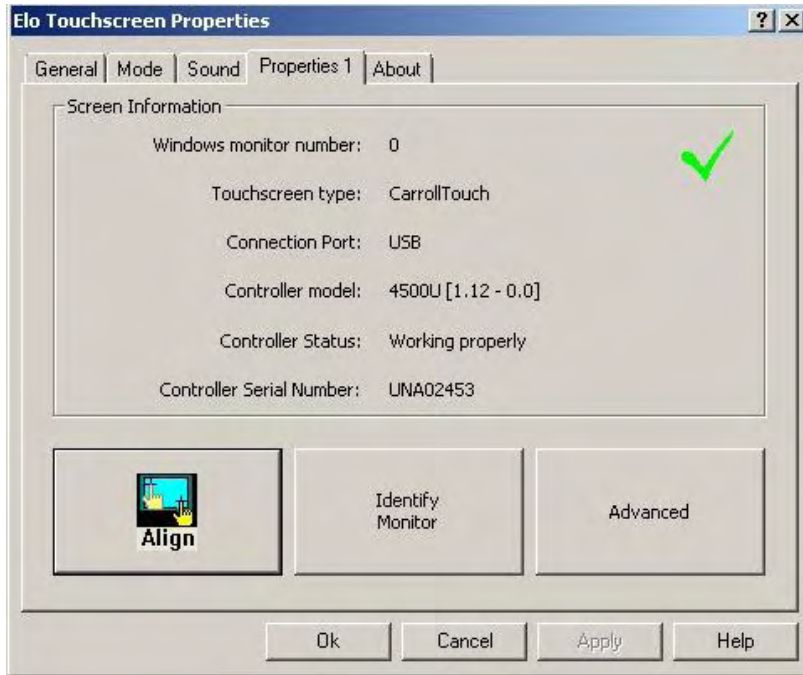 Elo Touchscreen Properties
General Mode Sound Properties 1 About
Screen Information
Windows monitor number: 0
Touchscreen type: CarrollTouch
Connection Port: USB
Controller model: 4500U [1.12 - 0.0]
Controller Status: Working properly
Controller Serial Number: UNA02453
Align
Identify
Monitor
Advanced
Ok Cancel Apply Help